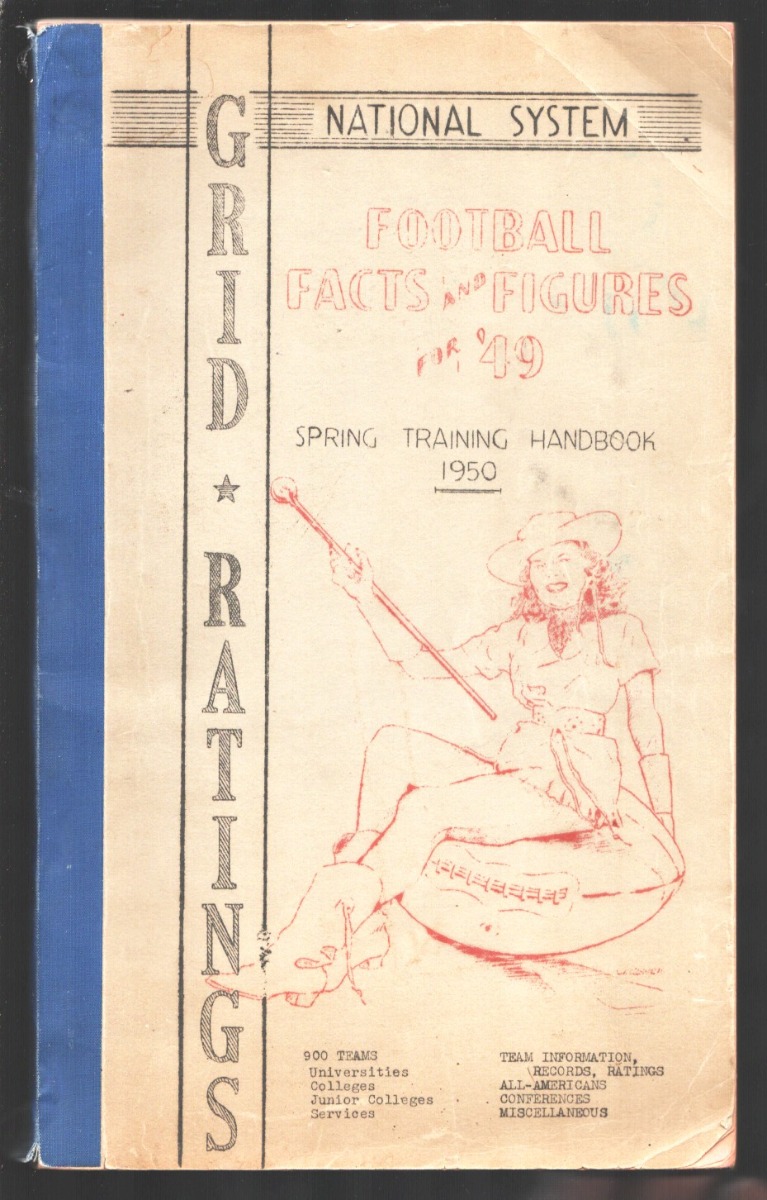 NATIONAL SYSTEM
GRID ★ RATINGS
FOOTBALL
FACTS AND FIGURES
FOR '49
SPRING TRAINING HANDBOOK
1950
900 TEAMS
Universities
Colleges
Junior Colleges
Services
TEAM INFORMATION,
RECORDS, RATINGS
ALL-AMERICANS
CONFERENCES
MISCELLANEOUS